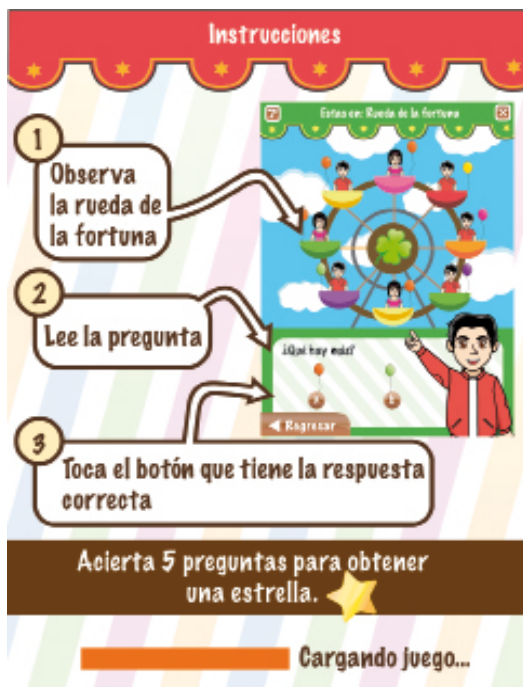 Instrucciones
1
Observa
la rueda de
la fortuna
Estas en: Rueda de la fortuna
2
Lee la pregunta
¿Qué hay más?
a
b
Regresar
3
Toca el botón que tiene la respuesta
correcta
Acierta 5 preguntas para obtener
una estrella.
Cargando juego...